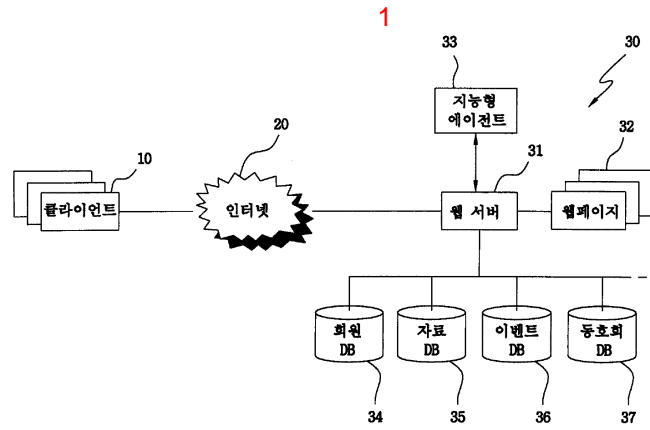 1
33
30
지능형
에이전트
20
32
10
31
클라이언트
인터넷
웹 서버
웹페이지
회원
DB
자료
DB
이벤트
DB
동호회
DB
34
35
36
37